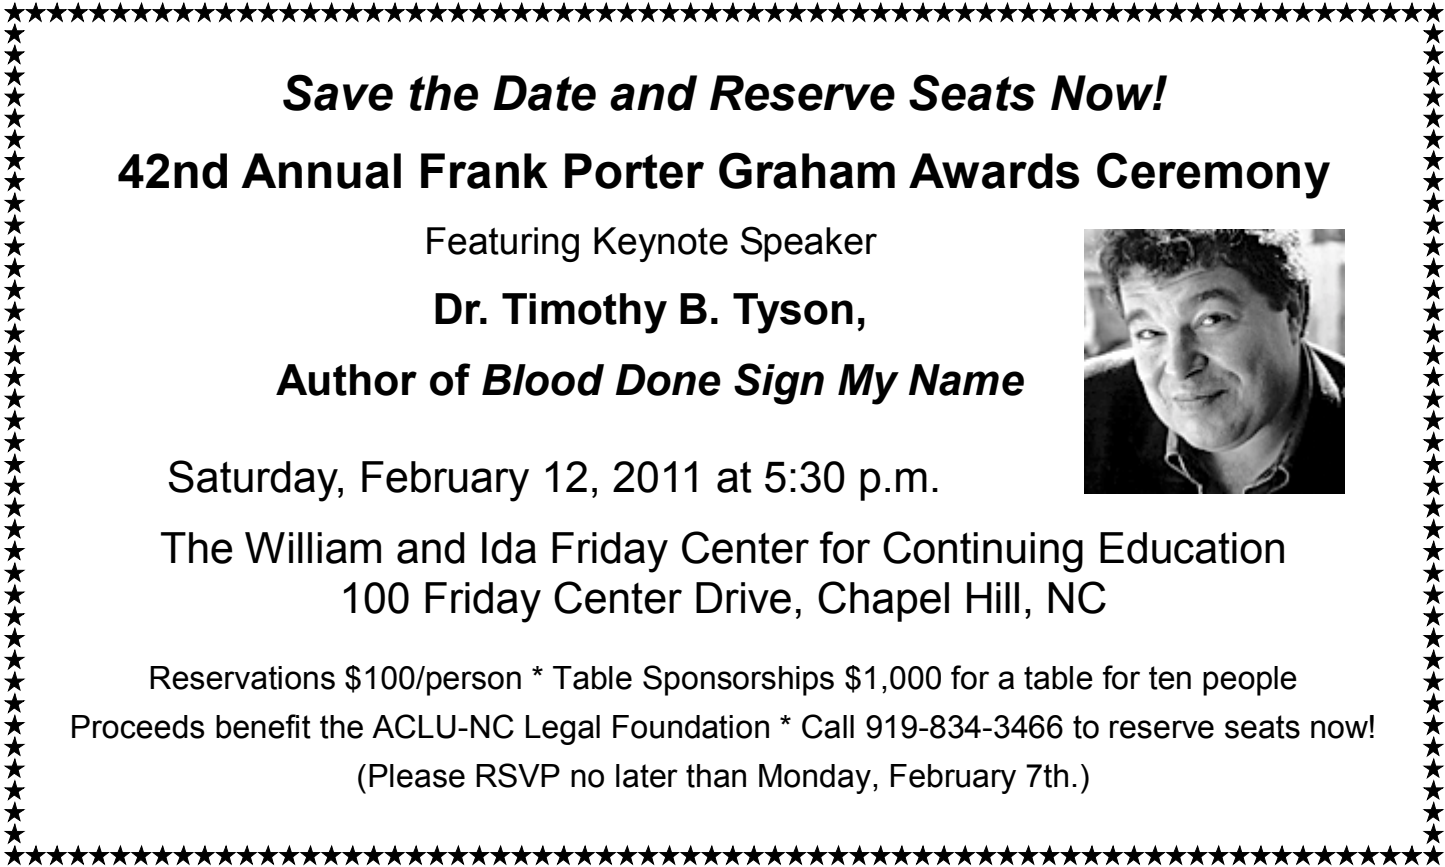 Save the Date and Reserve Seats Now!
42nd Annual Frank Porter Graham Awards Ceremony
Featuring Keynote Speaker
Dr. Timothy B. Tyson,
Author of Blood Done Sign My Name
Saturday, February 12, 2011 at 5:30 p.m.
The William and Ida Friday Center for Continuing Education
100 Friday Center Drive, Chapel Hill, NC
Reservations $100/person * Table Sponsorships $1,000 for a table for ten people
Proceeds benefit the ACLU-NC Legal Foundation * Call 919-834-3466 to reserve seats now!
(Please RSVP no later than Monday, February 7th.)